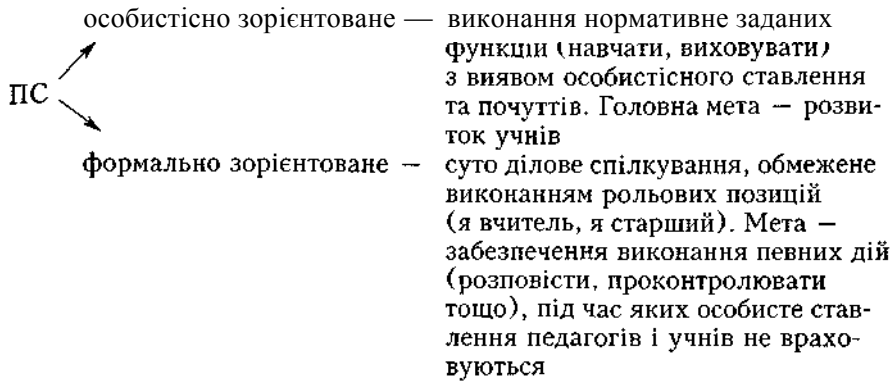 особистісно зорієнтоване — виконання нормативне заданих
функции (навчати, виховувати)
з виявом особистісного ставлення
ПС
та почуттів. Головна мета — розви-
ток учнів
формально зорієнтоване — суто ділове спілкування, обмежене
виконанням рольових позицій
(я вчитель, я старший). Мета —
забезпечення виконання певних дій
(розповісти, проконтролювати
тощо), під час яких особисте став-
лення педагогів і учнів не врахо-
вуються